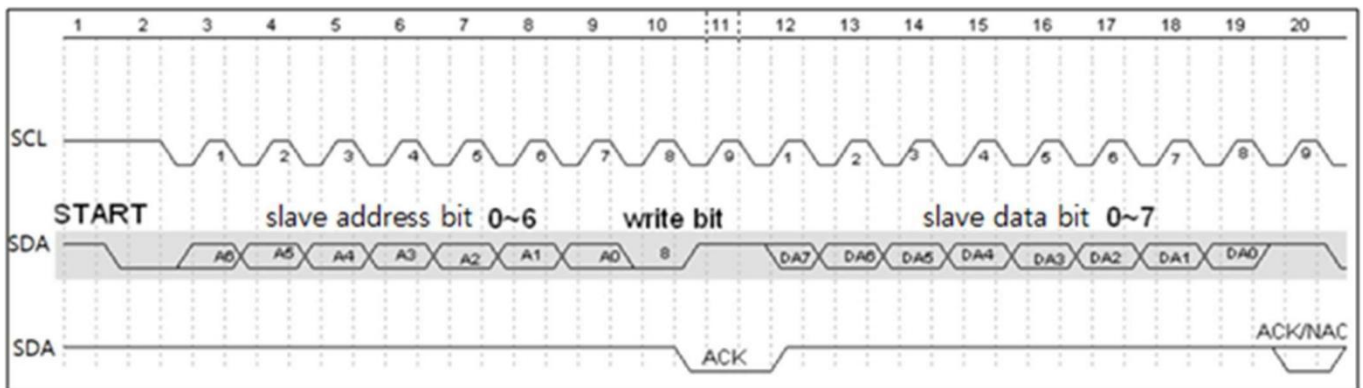 1 2 3 4 5 6 7 8 9 10 11 12 13 14 15 16 17 18 19 20
SCL 1 2 3 4 5 6 7 8 9 1 2 3 4 5 6 7 8 9
START slave address bit 0~6 write bit slave data bit 0~7
SDA A6 A5 A4 A3 A2 A1 A0 8 DA7 DA6 DA5 DA4 DA3 DA2 DA1 DA0
ACK/NAC
SDA ACK